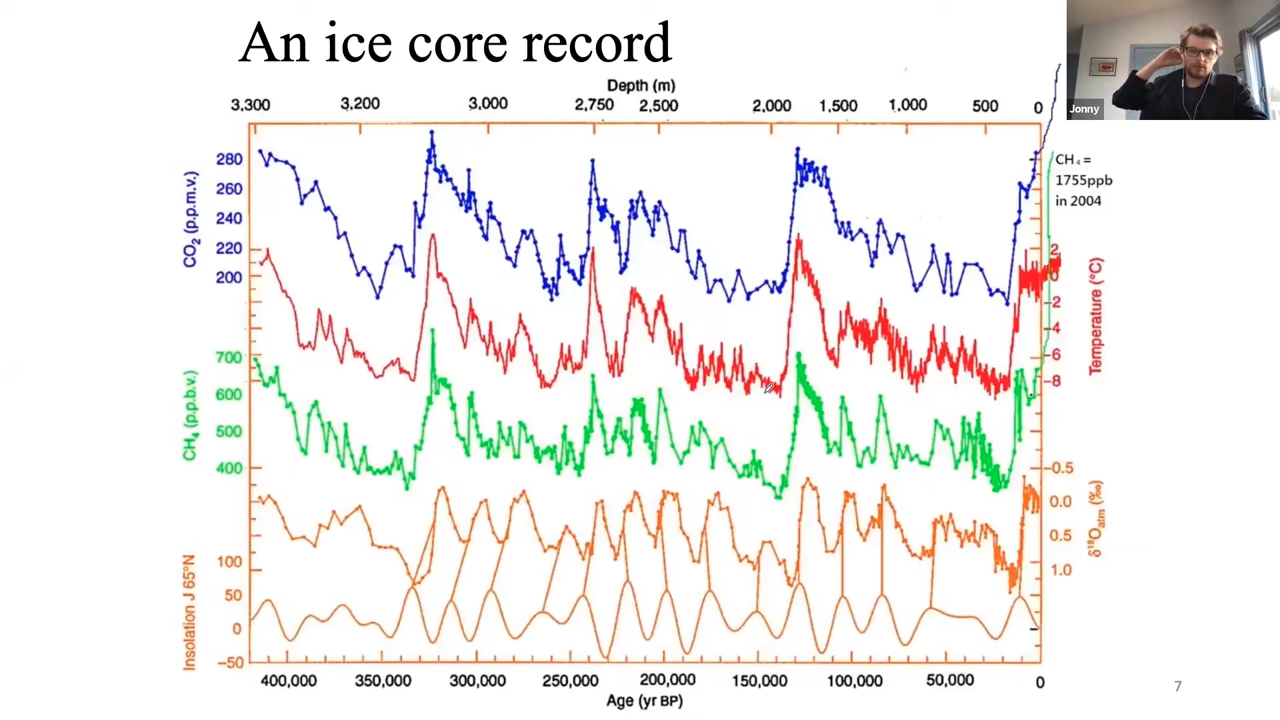 An ice core record
Jonny
Depth (m)
3.300 3,200 3,000 2,750 2,500 2,000 1,500 1.000 500 0
CH₄ =
1755ppb
in 2004
CO₂ (p.p.m.v.)
280
260
240
220
200
2
0
-2
-4
-6
-8
Temperature (°C)
CH₄ (p.p.b.v.)
700
600
500
400
-0.5
0.0
0.5
1.0
δ¹⁸Oatm (‰)
Insolation J 65°N
100
50
0
-50
400,000 350,000 300,000 250,000 200,000 150,000 100,000 50,000 0
Age (yr BP)
7